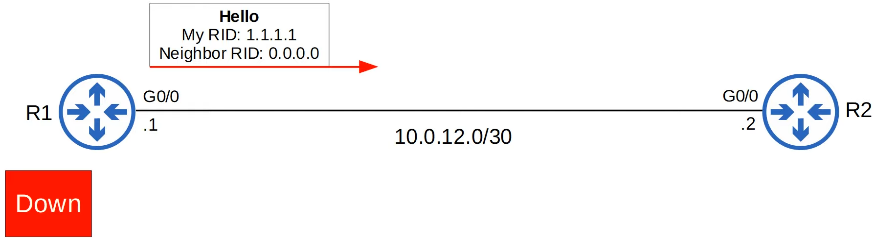 Hello
My RID: 1.1.1.1
Neighbor RID: 0.0.0.0
R1
G0/0
.1
10.0.12.0/30
G0/0
.2
R2
Down